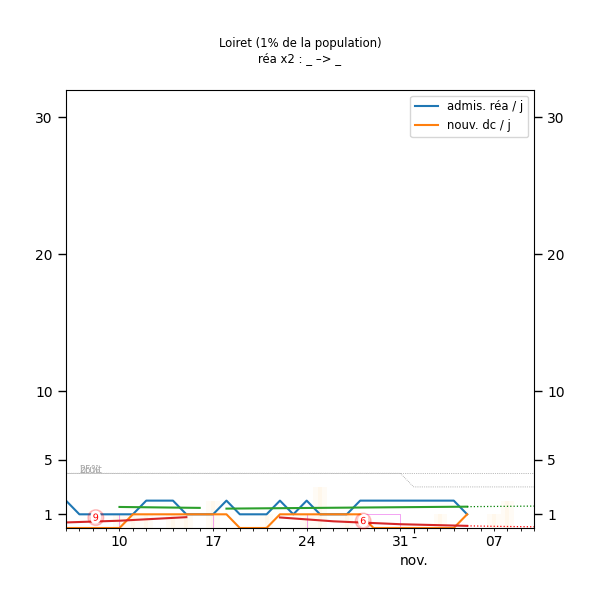 Loiret (1% de la population)
réa x2 : _ –> _
admis. réa / j
nouv. dc / j
30 30
20 20
10 10
5 5
1 1
9
6
10 17 24 31 - 07
nov.